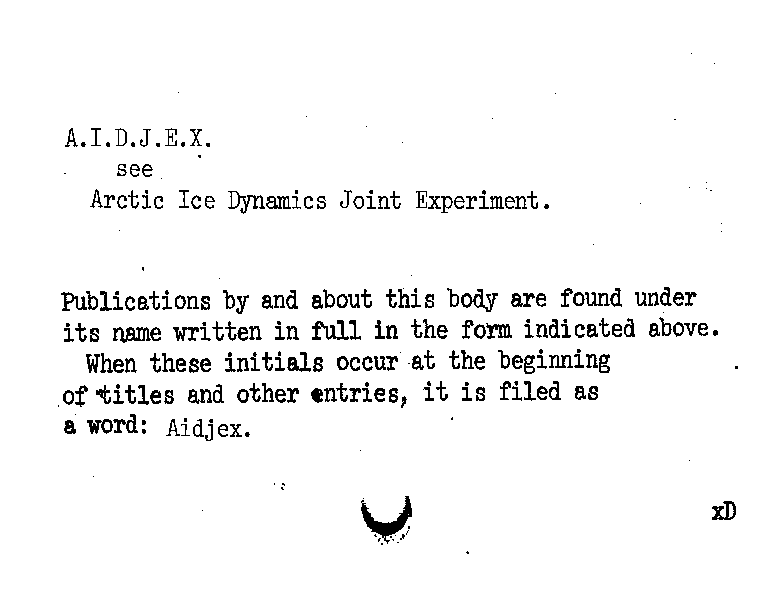 A.I.D.J.E.X.
see
Arctic Ice Dynamics Joint Experiment.
Publications by and about this body are found under
its name written in full in the form indicated above.
When these initials occur at the beginning
of titles and other entries, it is filed as
a word: Aidjex.
xD